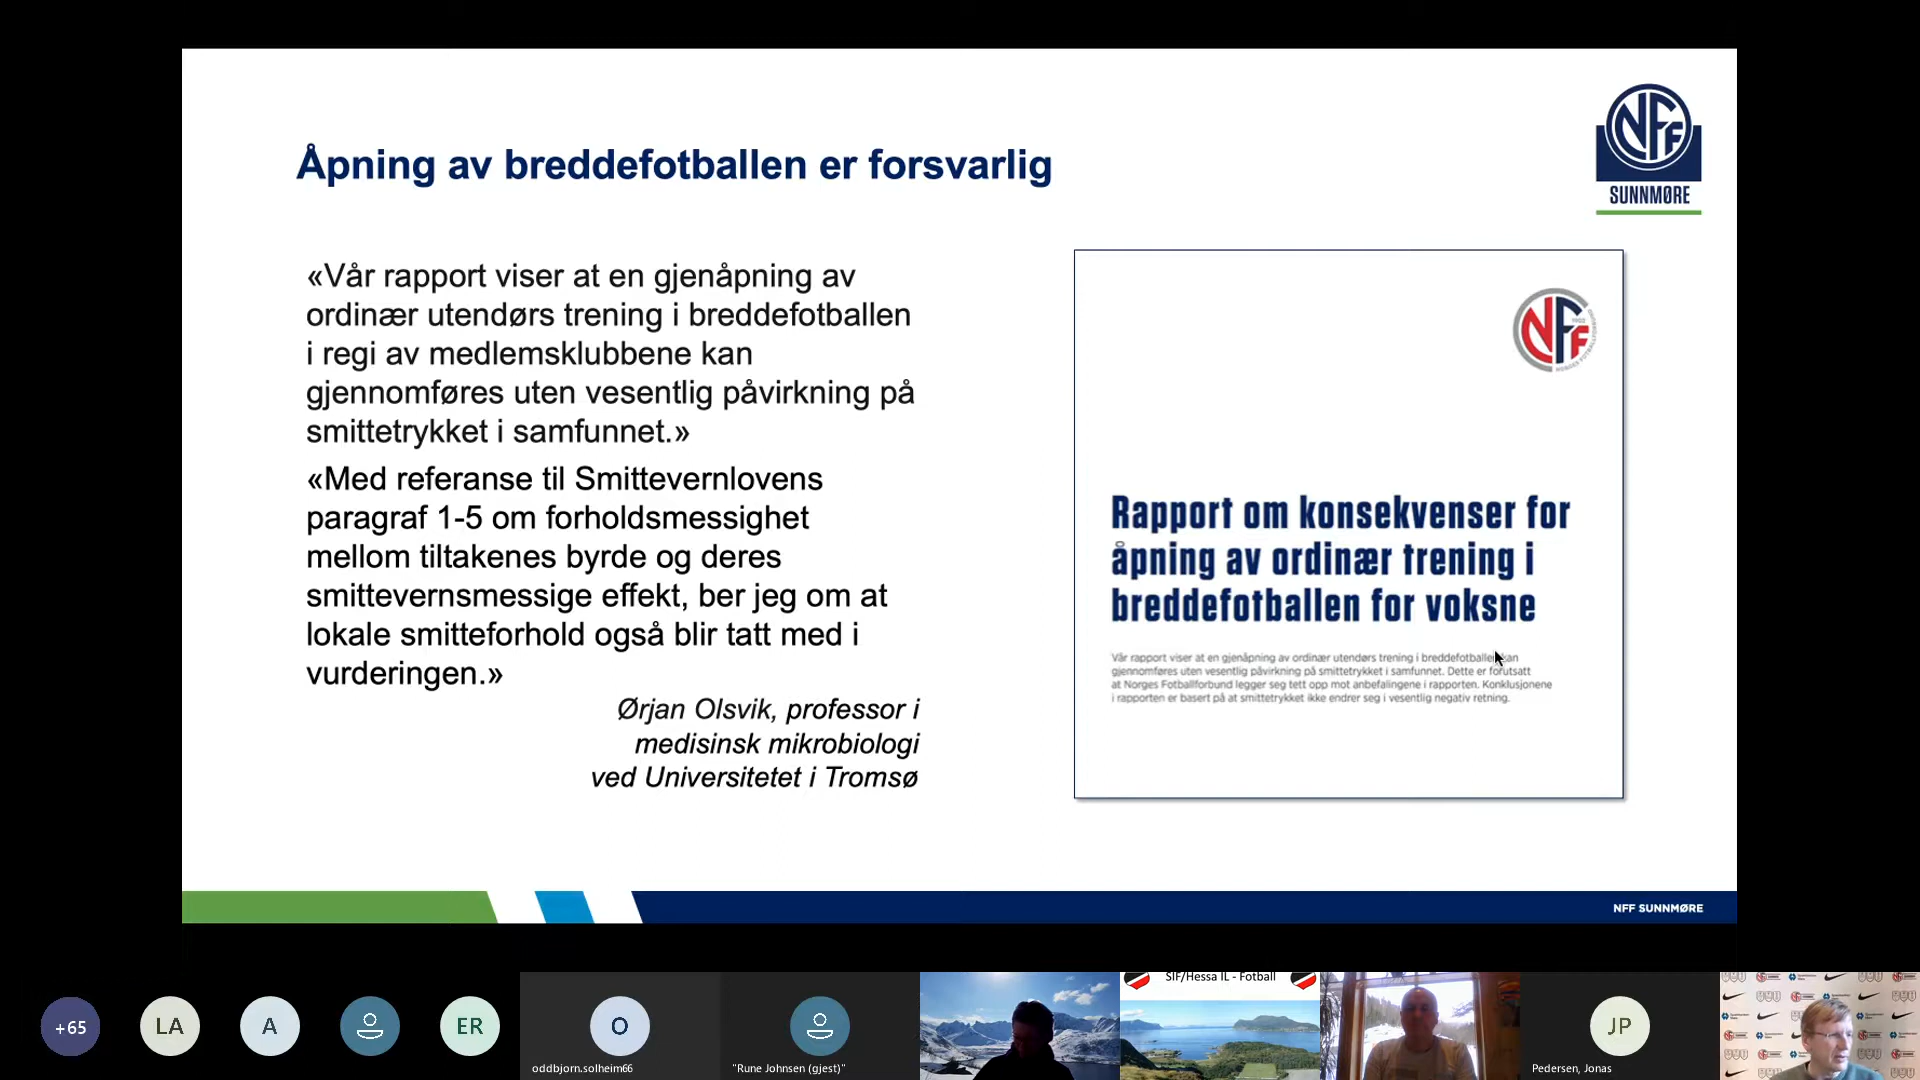 Åpning av breddefotballen er forsvarlig
NFF
SUNNMØRE
«Vår rapport viser at en gjenåpning av
ordinær utendørs trening i breddefotballen
i regi av medlemsklubbene kan
gjennomføres uten vesentlig påvirkning på
smittetrykket i samfunnet.»
«Med referanse til Smittevernlovens
paragraf 1-5 om forholdsmessighet
mellom tiltakenes byrde og deres
smittevernsmessige effekt, ber jeg om at
lokale smitteforhold også blir tatt med i
vurderingen.»
Ørjan Olsvik, professor i
medisinsk mikrobiologi
ved Universitetet i Tromsø
NFF
Rapport om konsekvenser for
åpning av ordinær trening i
breddefotballen for voksne
Vår rapport viser at en gjenåpning av ordinær utendørs trening i breddefotballen kan
gjennomføres uten vesentlig påvirkning på smittetrykket i samfunnet. Dette er forutsatt
at Norges Fotballforbund legger seg tett opp mot anbefalingene i rapporten. Konklusjonene
i rapporten er basert på at smittetrykket ikke endrer seg i vesentlig negativ retning.
NFF SUNNMØRE
+65
LA
A
ER
O
oddbjorn.solheim66
"Rune Johnsen (gjest)"
SIF/Hessa IL - Fotball
JP
Pedersen, Jonas